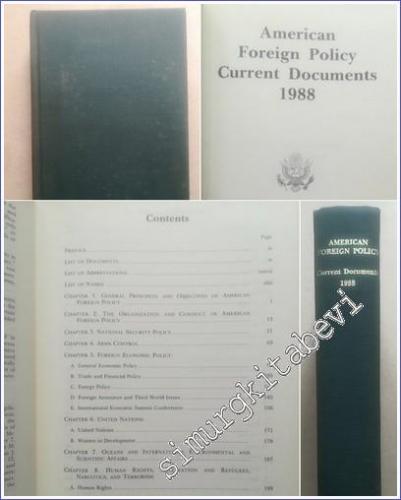 American
Foreign Policy
Current Documents
1988
Contents
Page
PREFACE
LIST OF DOCUMENTS
LIST OF ABBREVIATIONS
LIST OF NAMES
CHAPTER 1. GENERAL PRINCIPLES AND OBJECTIVES OF AMERICAN
FOREIGN POLICY 1
CHAPTER 2. THE ORGANIZATION AND CONDUCT OF AMERICAN
FOREIGN POLICY
CHAPTER 3. NATIONAL SECURITY POLICY
CHAPTER 4. ARMS CONTROL
CHAPTER 5. FOREIGN ECONOMIC POLICY:
A. General Economic Policy
B. Trade and Financial Policy
C. Energy Policy
D. Foreign Assistance and Third World Issues
E. International Economic Summit Conferences
CHAPTER 6. UNITED NATIONS:
A. United Nations
B. Women in Development
CHAPTER 7. OCEANS AND INTERNATIONAL ENVIRONMENTAL AND
SCIENTIFIC AFFAIRS
CHAPTER 8. HUMAN RIGHTS, AND REFUGEES,
NARCOTICS, AND TERRORISM:
A. Human Rights
AMERICAN
FOREIGN POLICY
Current Documents
1988
simurgkitabevi